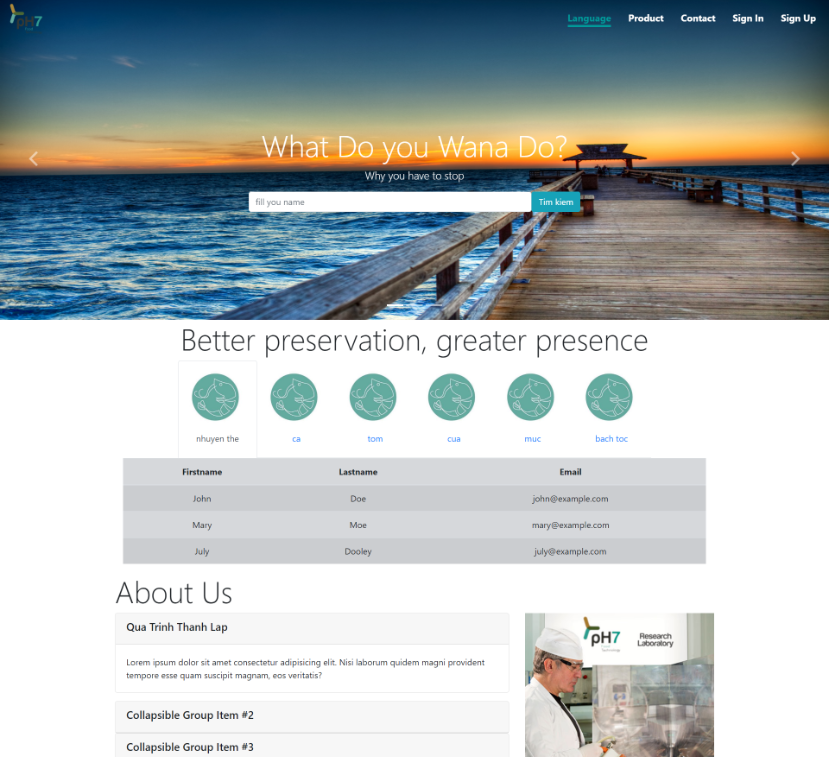 pH7
Language Product Contact Sign In Sign Up
What Do you Wana Do?
Why you have to stop
fill you name Tim kiem
Better preservation, greater presence
nhuyen the ca tom cua muc bach toc
Firstname Lastname Email
John Doe john@example.com
Mary Moe mary@example.com
July Dooley july@example.com
About Us
Qua Trinh Thanh Lap
Lorem ipsum dolor sit amet consectetur adipisicing elit. Nisi laborum quidem magni provident
tempore esse quam suscipit magnam, eos veritatis?
Collapsible Group Item #2
Collapsible Group Item #3
pH7 Research
Laboratory